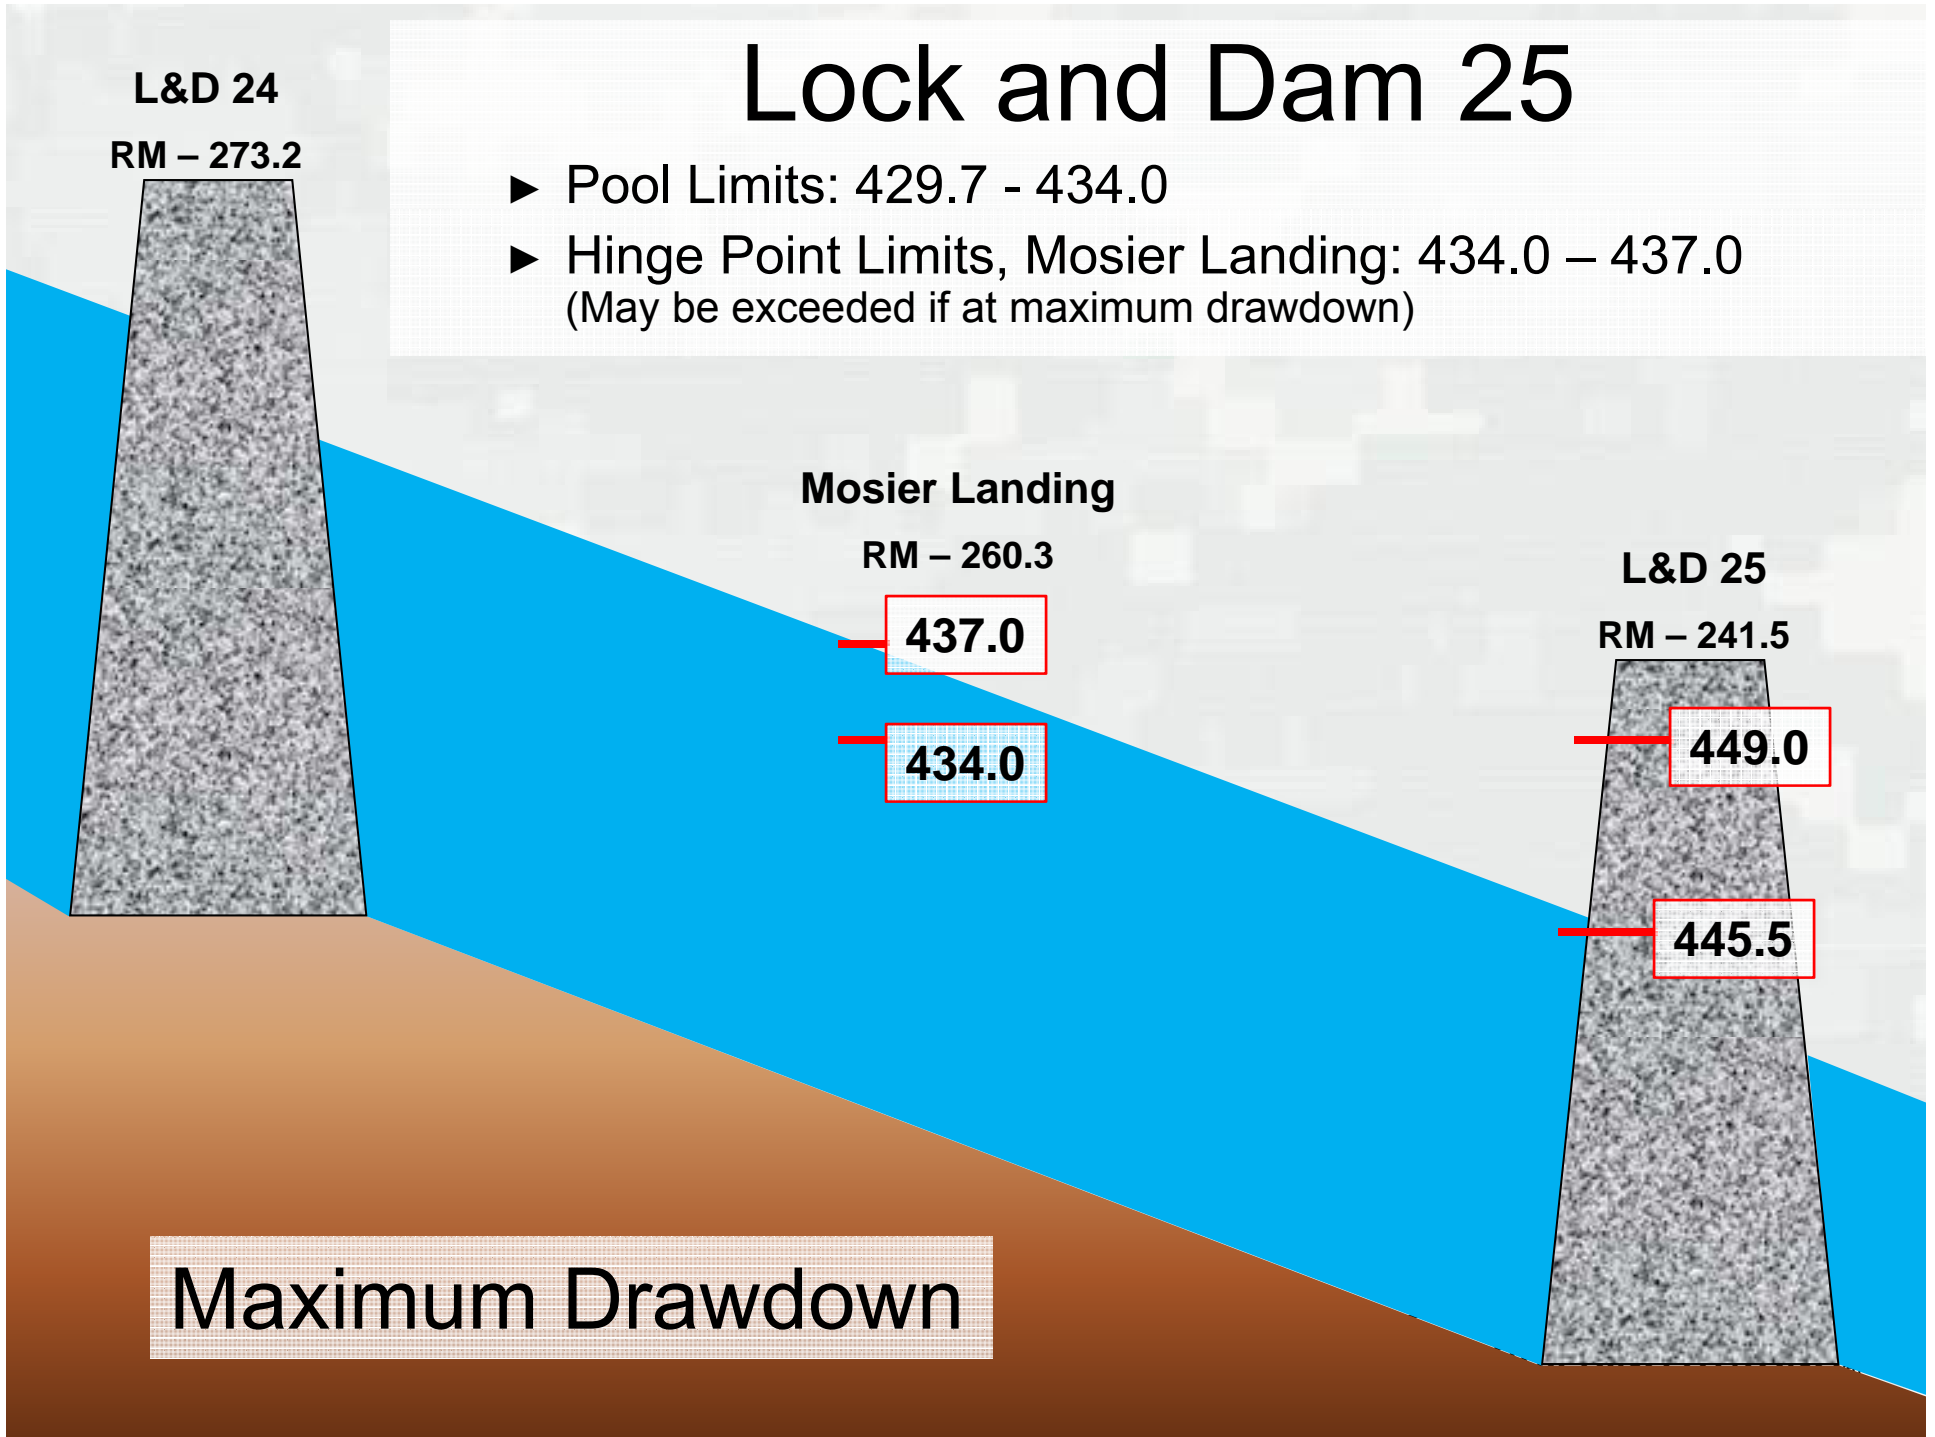 Lock and Dam 25
► Pool Limits: 429.7 - 434.0
► Hinge Point Limits, Mosier Landing: 434.0 – 437.0
(May be exceeded if at maximum drawdown)
L&D 24
RM – 273.2
Mosier Landing
RM – 260.3
437.0
434.0
L&D 25
RM – 241.5
449.0
445.5
Maximum Drawdown